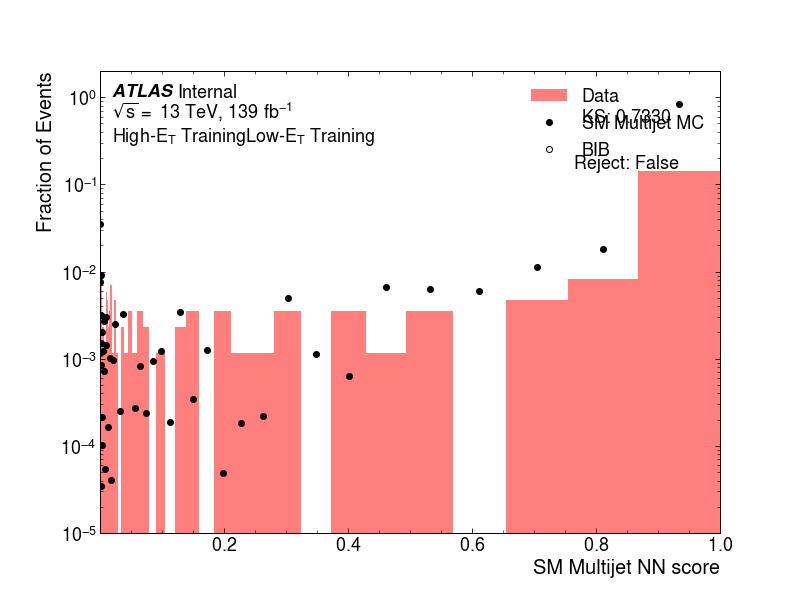 ATLAS Internal
√s = 13 TeV, 139 fb⁻¹
High-E_T TrainingLow-E_T Training
Data
KS: 0.7330
SM Multijet MC
BIB
Reject: False
Fraction of Events
10⁰
10⁻¹
10⁻²
10⁻³
10⁻⁴
10⁻⁵
0.2 0.4 0.6 0.8 1.0
SM Multijet NN score